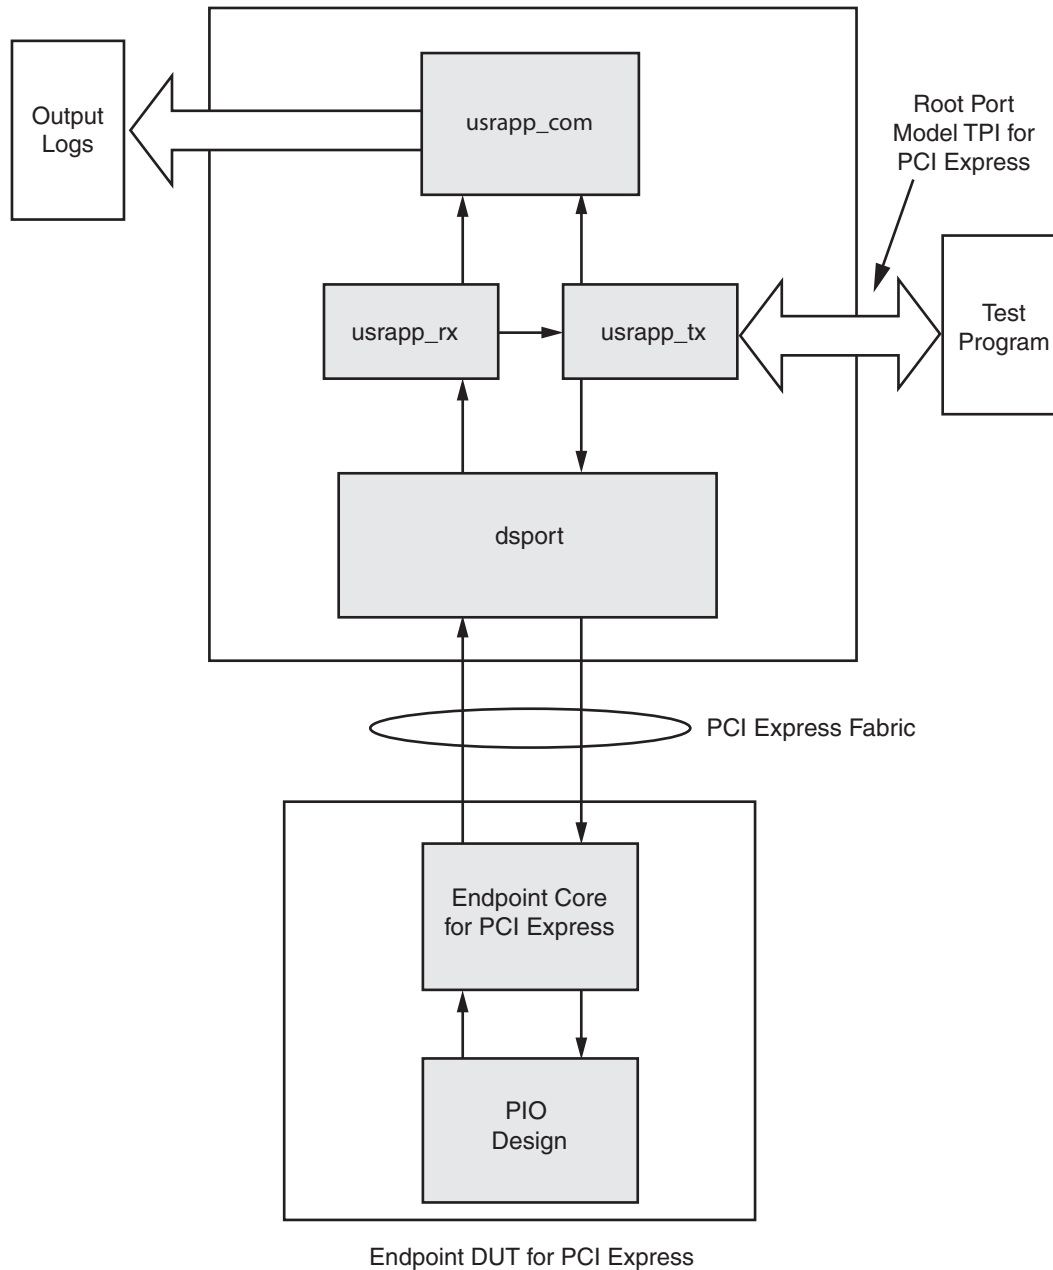 Output
Logs
usrapp_com
Root Port
Model TPI for
PCI Express
usrapp_rx
usrapp_tx
Test
Program
dsport
PCI Express Fabric
Endpoint Core
for PCI Express
PIO
Design
Endpoint DUT for PCI Express